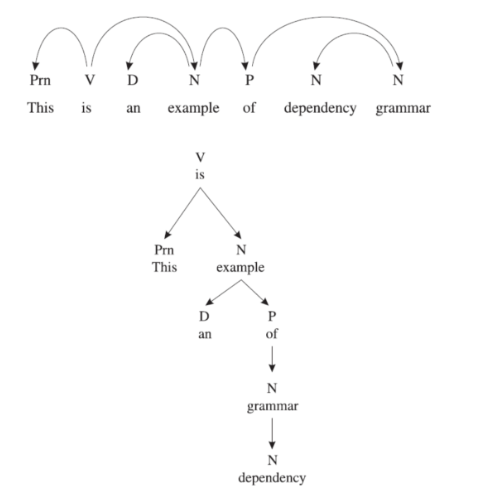 Prn V D N P N N
This is an example of dependency grammar
V
is
Prn N
This example
D P
an of
N
grammar
N
dependency